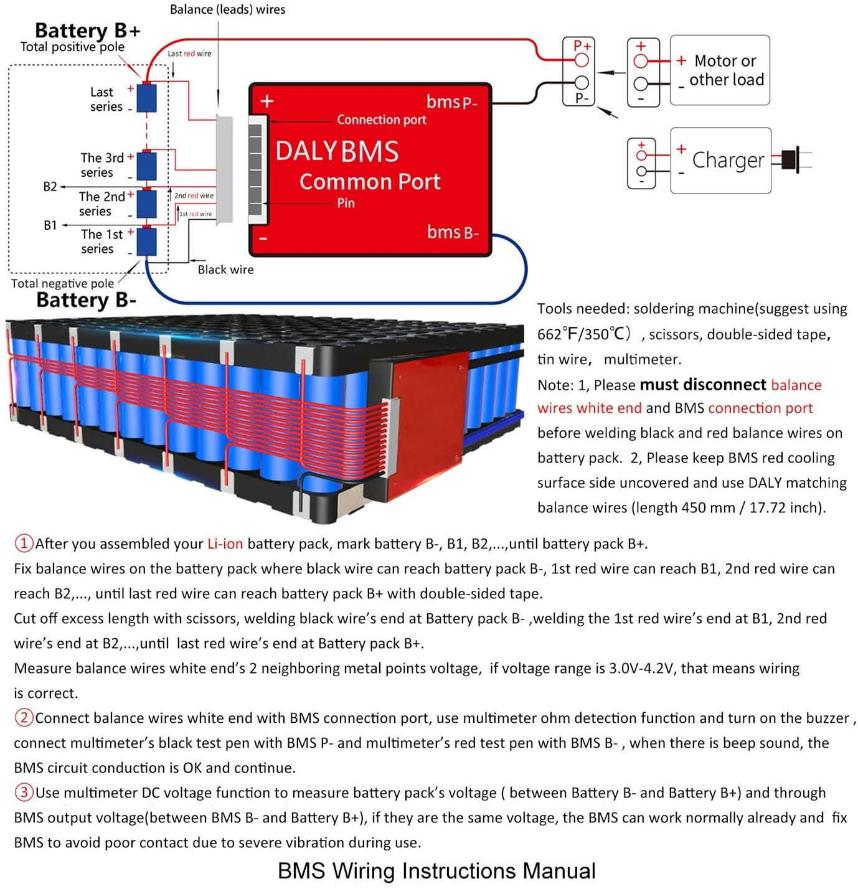 Balance (leads) wires
Battery B+
Total positive pole
Last red wire
Last
series
+
-
The 3rd
series
+
-
B2
The 2nd
series
+
-
2nd red wire
1st red wire
B1
The 1st
series
+
-
Black wire
Total negative pole
Battery B-
+
bms P-
Connection port
DALY BMS
Common Port
Pin
-
bms B-
P+
P-
+
-
+
-
Motor or
other load
+
-
+
-
Charger
Tools needed: soldering machine(suggest using
662°F/350℃) , scissors, double-sided tape,
tin wire, multimeter.
Note: 1, Please must disconnect balance
wires white end and BMS connection port
before welding black and red balance wires on
battery pack. 2, Please keep BMS red cooling
surface side uncovered and use DALY matching
balance wires (length 450 mm / 17.72 inch).
①After you assembled your Li-ion battery pack, mark battery B-, B1, B2,...,until battery pack B+.
Fix balance wires on the battery pack where black wire can reach battery pack B-, 1st red wire can reach B1, 2nd red wire can
reach B2,..., until last red wire can reach battery pack B+ with double-sided tape.
Cut off excess length with scissors, welding black wire's end at Battery pack B- ,welding the 1st red wire's end at B1, 2nd red
wire's end at B2,...,until last red wire's end at Battery pack B+.
Measure balance wires white end's 2 neighboring metal points voltage, if voltage range is 3.0V-4.2V, that means wiring
is correct.
②Connect balance wires white end with BMS connection port, use multimeter ohm detection function and turn on the buzzer ,
connect multimeter's black test pen with BMS P- and multimeter's red test pen with BMS B- , when there is beep sound, the
BMS circuit conduction is OK and continue.
③Use multimeter DC voltage function to measure battery pack's voltage ( between Battery B- and Battery B+) and through
BMS output voltage(between BMS B- and Battery B+), if they are the same voltage, the BMS can work normally already and fix
BMS to avoid poor contact due to severe vibration during use.
BMS Wiring Instructions Manual